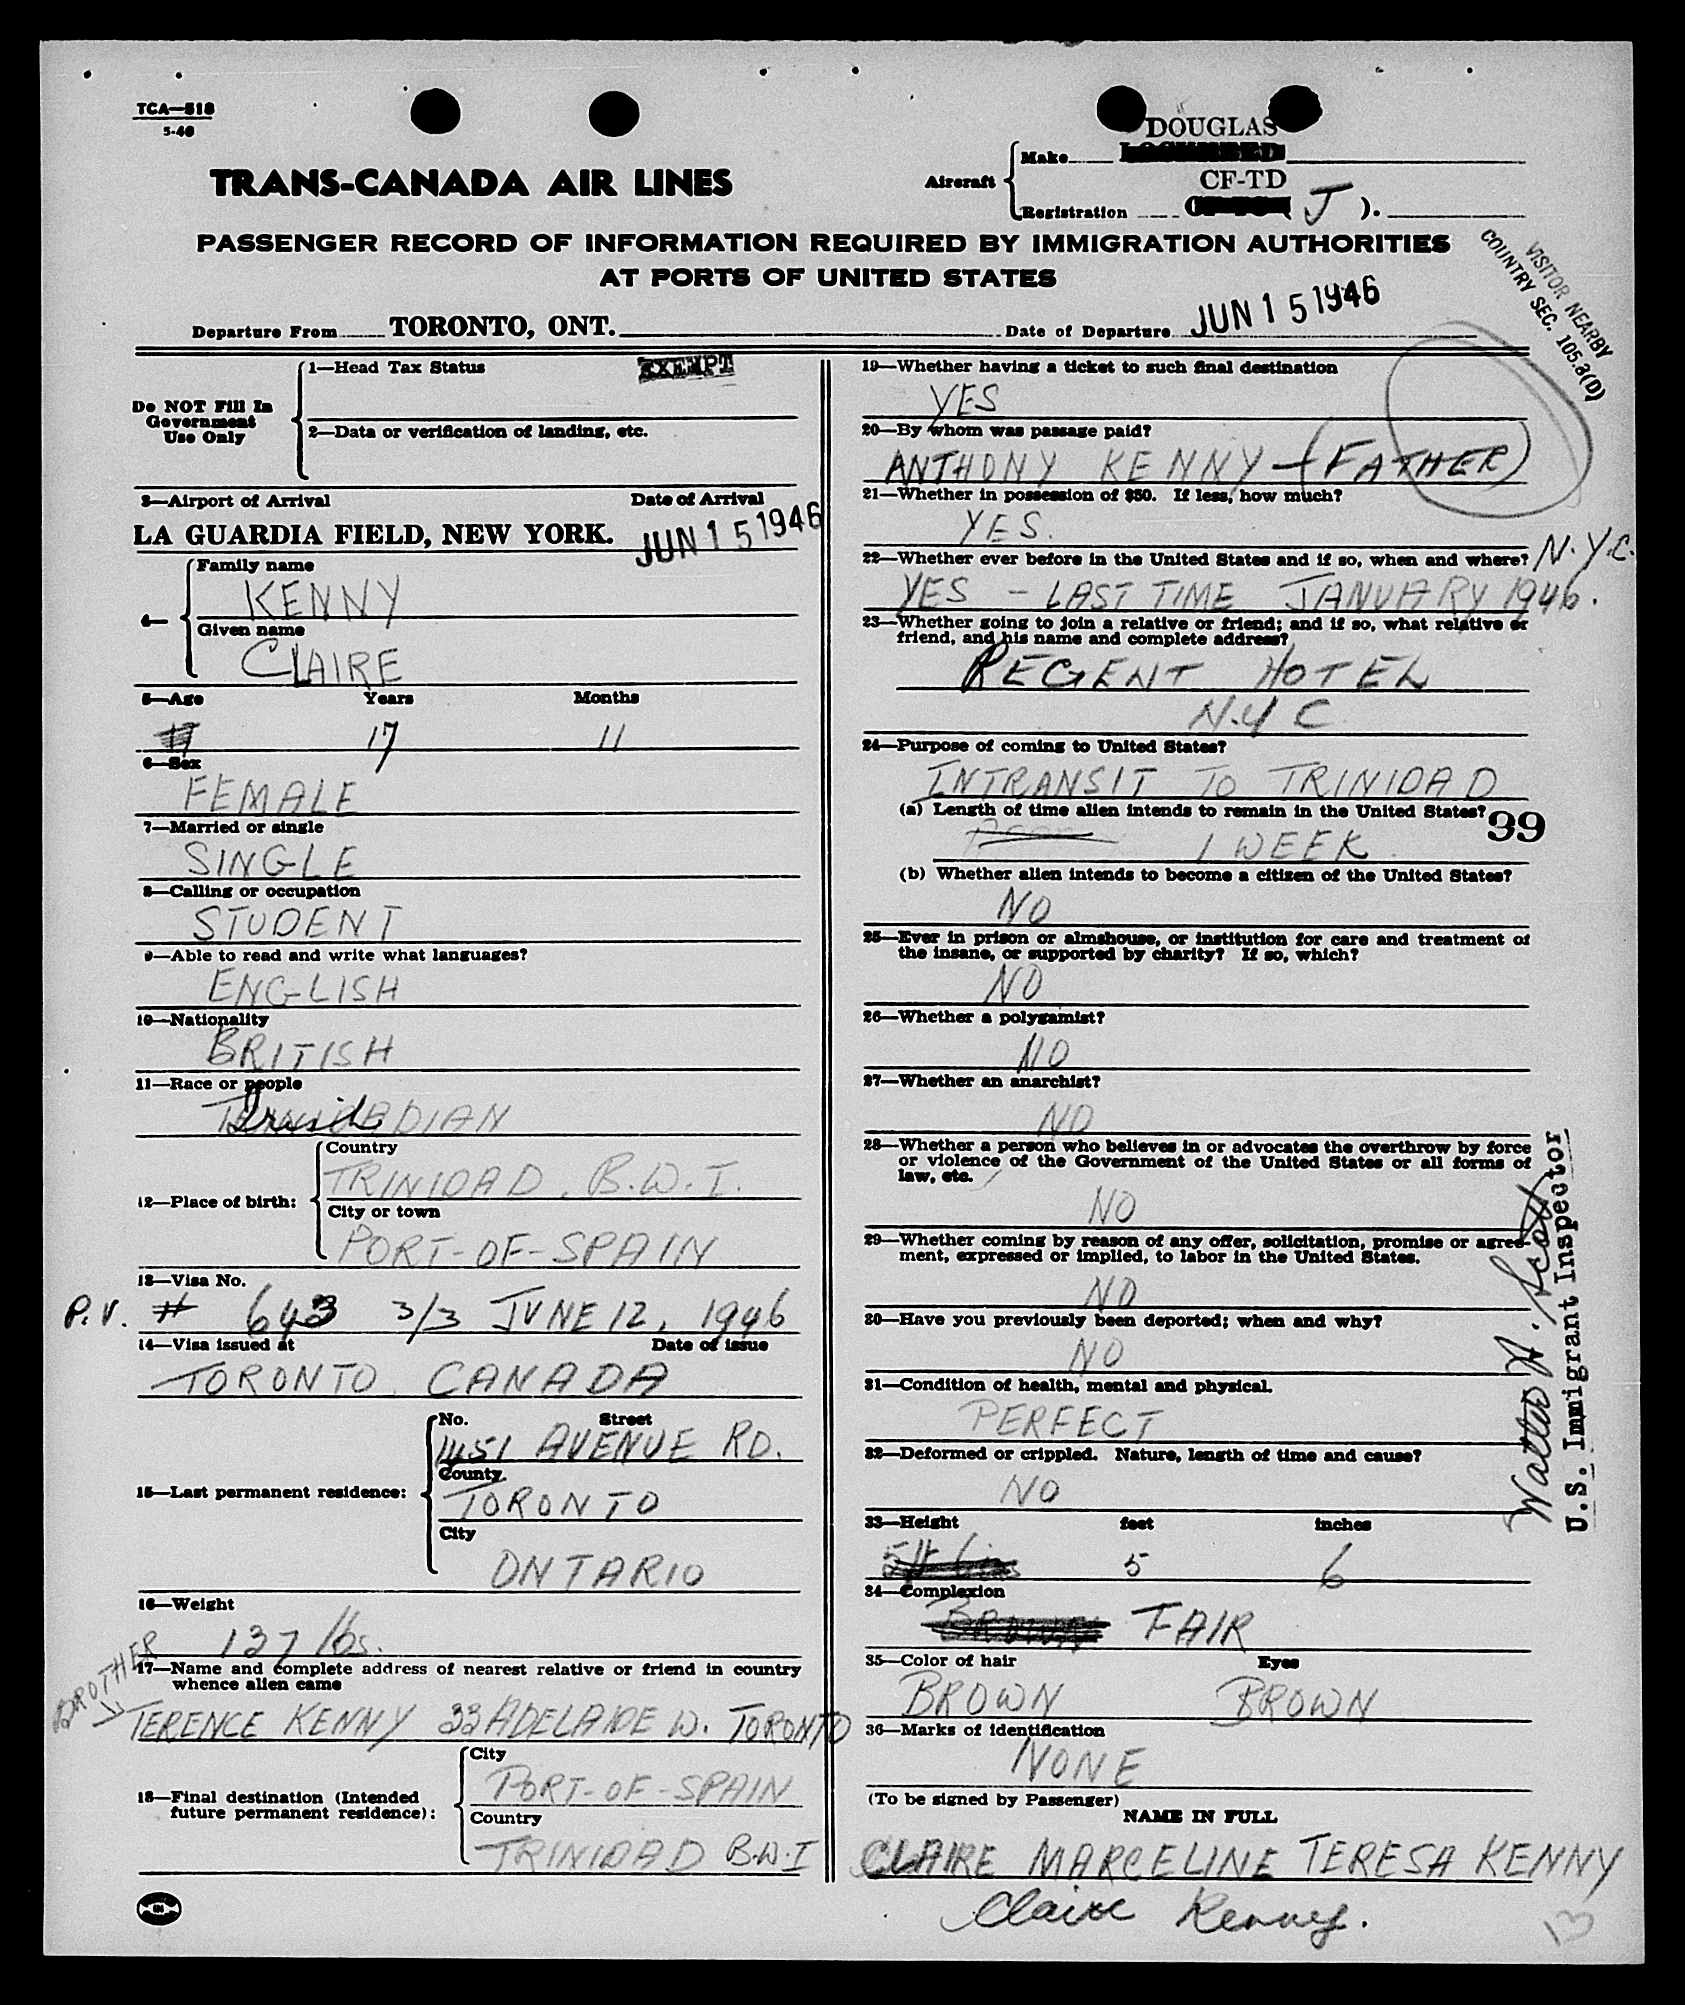 TCA—518
5-46
TRANS-CANADA AIR LINES
Aircraft
Make
DOUGLAS
CF-TD
Registration J ).
PASSENGER RECORD OF INFORMATION REQUIRED BY IMMIGRATION AUTHORITIES
AT PORTS OF UNITED STATES
VISITOR NEARBY
COUNTRY SEC. 105.3(D)
Departure From TORONTO, ONT.
Date of Departure JUN 15 1946
Do NOT Fill In
Government
Use Only
1—Head Tax Status EXEMPT
2—Data or verification of landing, etc.
3—Airport of Arrival Date of Arrival
LA GUARDIA FIELD, NEW YORK. JUN 15 1946
4—
Family name
KENNY
Given name
CLAIRE
5—Age Years Months
17 11
6—Sex
FEMALE
7—Married or single
SINGLE
8—Calling or occupation
STUDENT
9—Able to read and write what languages?
ENGLISH
10—Nationality
BRITISH
11—Race or people
12—Place of birth:
Country
TRINIDAD. B.W.I.
City or town
PORT-OF-SPAIN
13—Visa No.
P.V. # 643 3/3 JUNE 12, 1946
14—Visa issued at Date of issue
TORONTO, CANADA
15—Last permanent residence:
No. Street
1451 AVENUE RD.
County
TORONTO
City
ONTARIO
16—Weight
137 lbs.
17—Name and complete address of nearest relative or friend in country
whence alien came
BROTHER
TERENCE KENNY 33 ADELAIDE W. TORONTO
18—Final destination (Intended
future permanent residence):
City
PORT-OF-SPAIN
Country
TRINIDAD B.W.I
19—Whether having a ticket to such final destination
YES
20—By whom was passage paid?
ANTHONY KENNY - (FATHER)
21—Whether in possession of $50. If less, how much?
YES.
22—Whether ever before in the United States and if so, when and where? N.Y.C.
YES - LAST TIME JANUARY 1946.
23—Whether going to join a relative or friend; and if so, what relative or
friend, and his name and complete address?
REGENT HOTEL
N.Y C
24—Purpose of coming to United States?
INTRANSIT TO TRINIDAD
(a) Length of time alien intends to remain in the United States? 39
1 WEEK.
(b) Whether alien intends to become a citizen of the United States?
NO
25—Ever in prison or almshouse, or institution for care and treatment of
the insane, or supported by charity? If so, which?
NO
26—Whether a polygamist?
NO
27—Whether an anarchist?
NO
28—Whether a person who believes in or advocates the overthrow by force
or violence of the Government of the United States or all forms of
law, etc.
NO
29—Whether coming by reason of any offer, solicitation, promise or agree-
ment, expressed or implied, to labor in the United States.
NO
30—Have you previously been deported; when and why?
NO
31—Condition of health, mental and physical.
PERFECT
32—Deformed or crippled. Nature, length of time and cause?
NO
33—Height feet inches
5 6
34—Complexion
FAIR
35—Color of hair Eyes
BROWN BROWN
36—Marks of identification
NONE
(To be signed by Passenger)
NAME IN FULL
CLAIRE MARCELINE TERESA KENNY
Claire Kenny.
13
Walter A. Scott
U.S. Immigrant Inspector